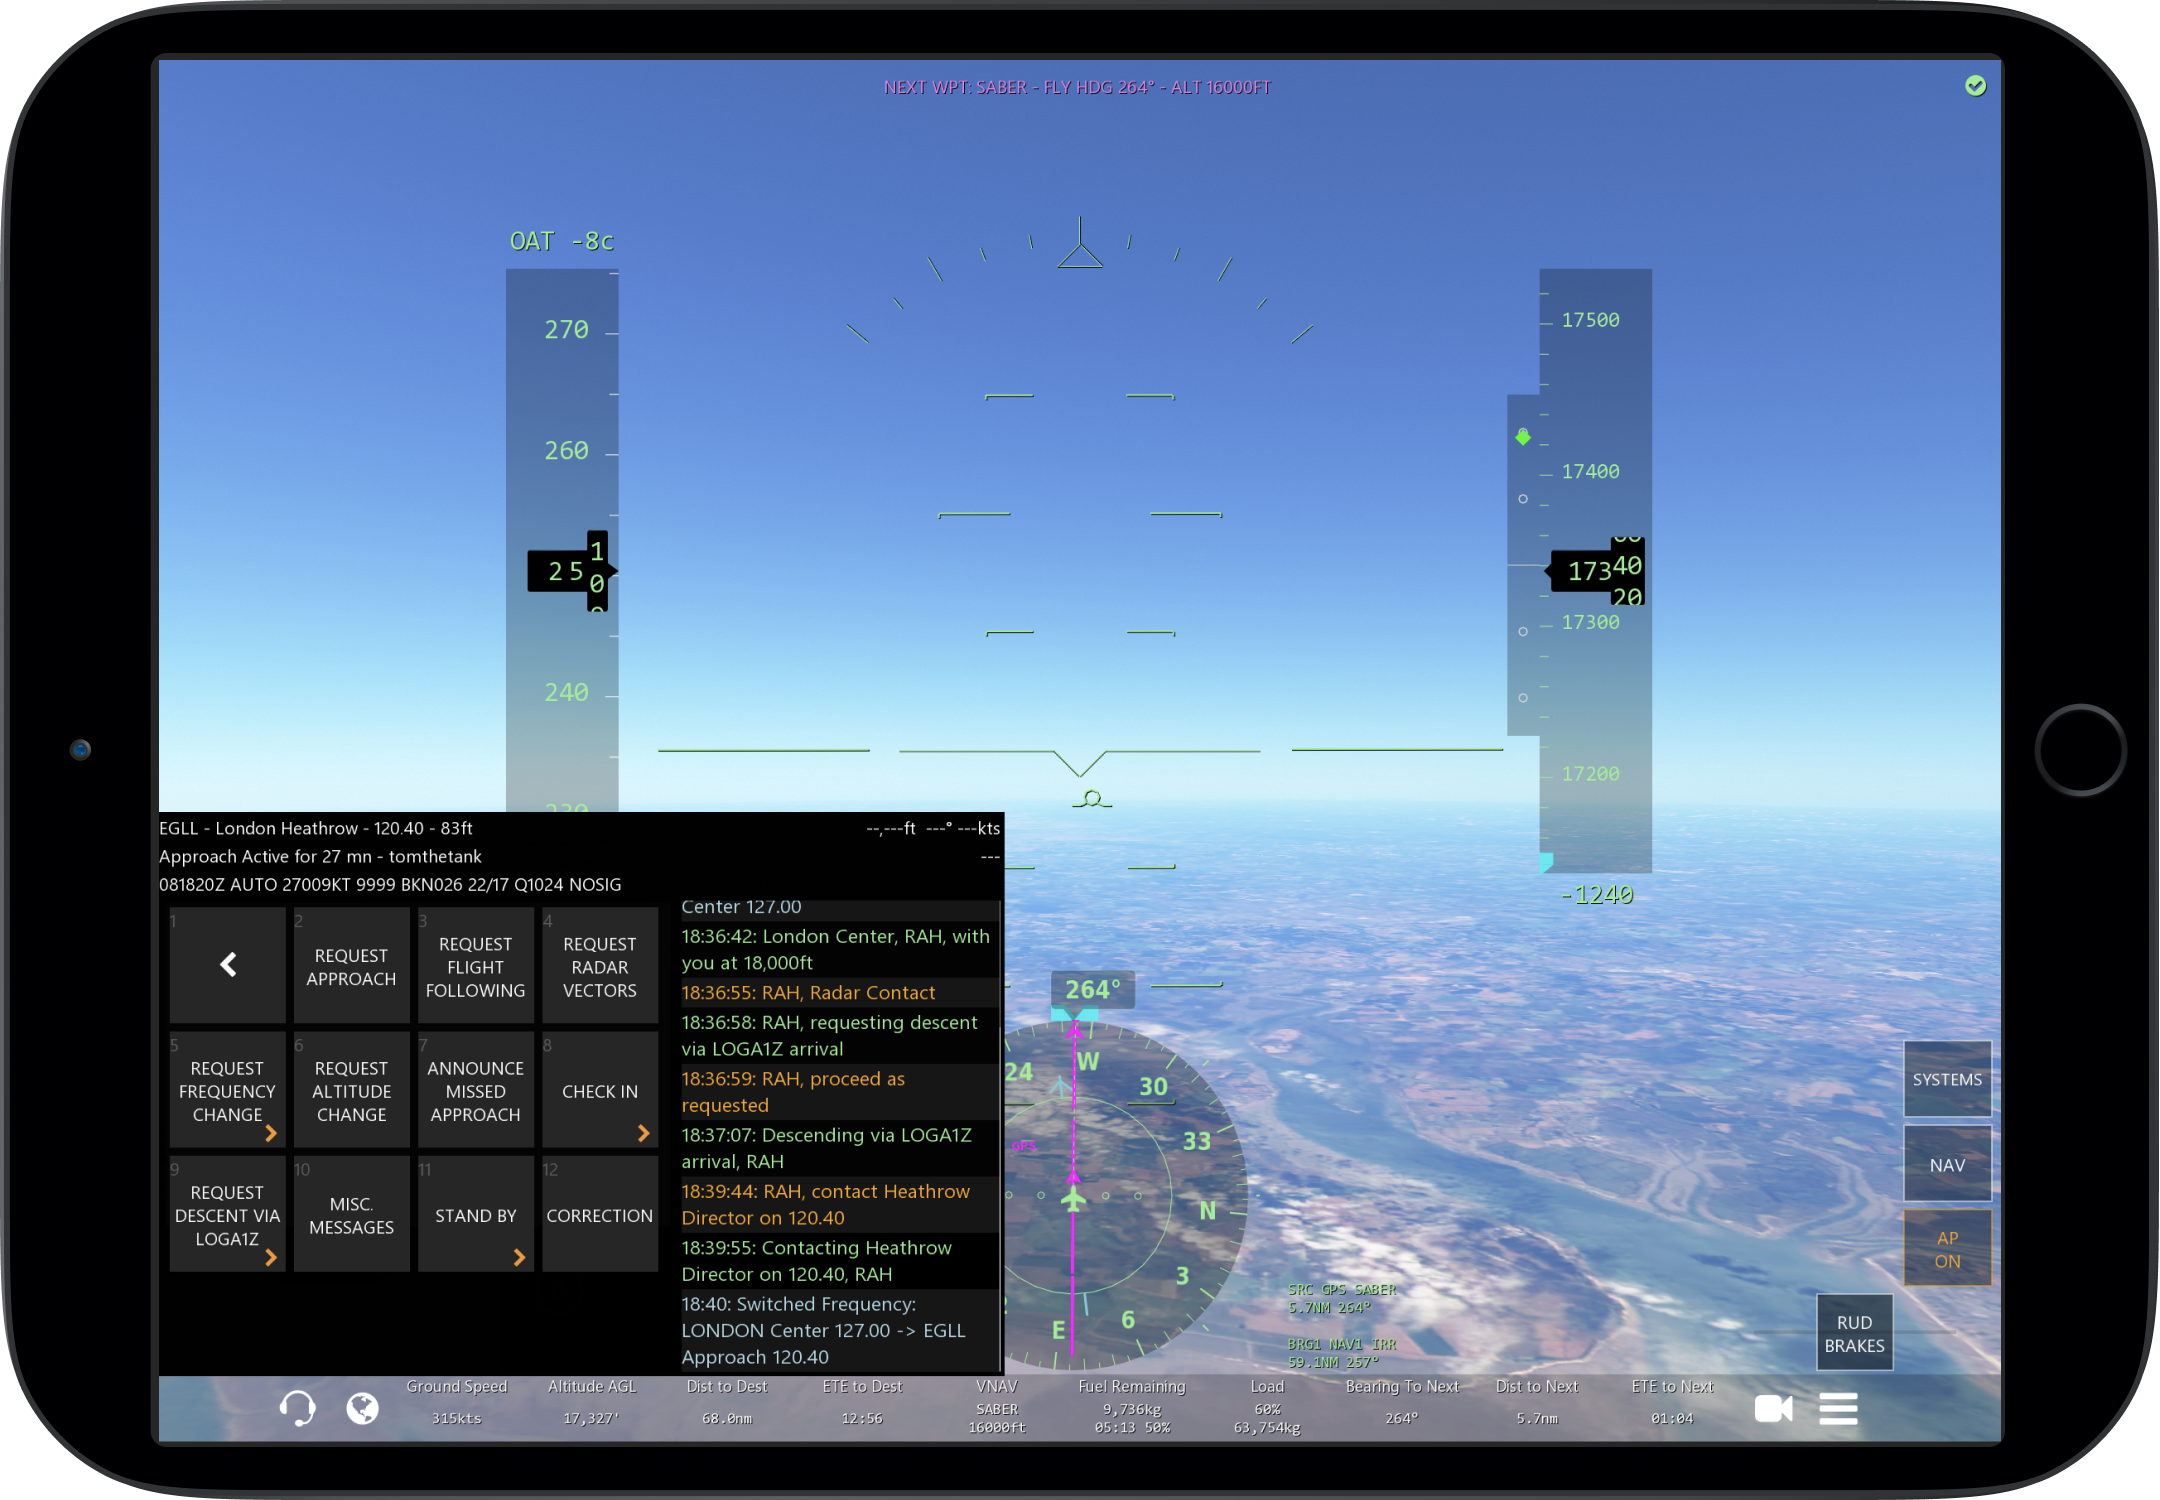 NEXT WPT: SABER - FLY HDG 264° - ALT 16000FT
OAT -8c
270
260
25
1
0
240
17500
17400
173
40
20
17300
17200
-1240
EGLL - London Heathrow - 120.40 - 83ft
--,---ft ---° ---kts
Approach Active for 27 mn - tomthetank
---
081820Z AUTO 27009KT 9999 BKN026 22/17 Q1024 NOSIG
1
2
REQUEST
APPROACH
3
REQUEST
FLIGHT
FOLLOWING
4
REQUEST
RADAR
VECTORS
5
REQUEST
FREQUENCY
CHANGE
6
REQUEST
ALTITUDE
CHANGE
7
ANNOUNCE
MISSED
APPROACH
8
CHECK IN
9
REQUEST
DESCENT VIA
LOGA1Z
10
MISC.
MESSAGES
11
STAND BY
12
CORRECTION
Center 127.00
18:36:42: London Center, RAH, with
you at 18,000ft
18:36:55: RAH, Radar Contact
18:36:58: RAH, requesting descent
via LOGA1Z arrival
18:36:59: RAH, proceed as
requested
18:37:07: Descending via LOGA1Z
arrival, RAH
18:39:44: RAH, contact Heathrow
Director on 120.40
18:39:55: Contacting Heathrow
Director on 120.40, RAH
18:40: Switched Frequency:
LONDON Center 127.00 -> EGLL
Approach 120.40
264°
24
W
30
33
N
3
6
E
GPS
SRC GPS SABER
5.7NM 264°
BRG1 NAV1 IRR
59.1NM 257°
SYSTEMS
NAV
AP
ON
RUD
BRAKES
Ground Speed
315kts
Altitude AGL
17,327'
Dist to Dest
68.0nm
ETE to Dest
12:56
VNAV
SABER
16000ft
Fuel Remaining
9,736kg
05:13 50%
Load
60%
63,754kg
Bearing To Next
264°
Dist to Next
5.7nm
ETE to Next
01:04